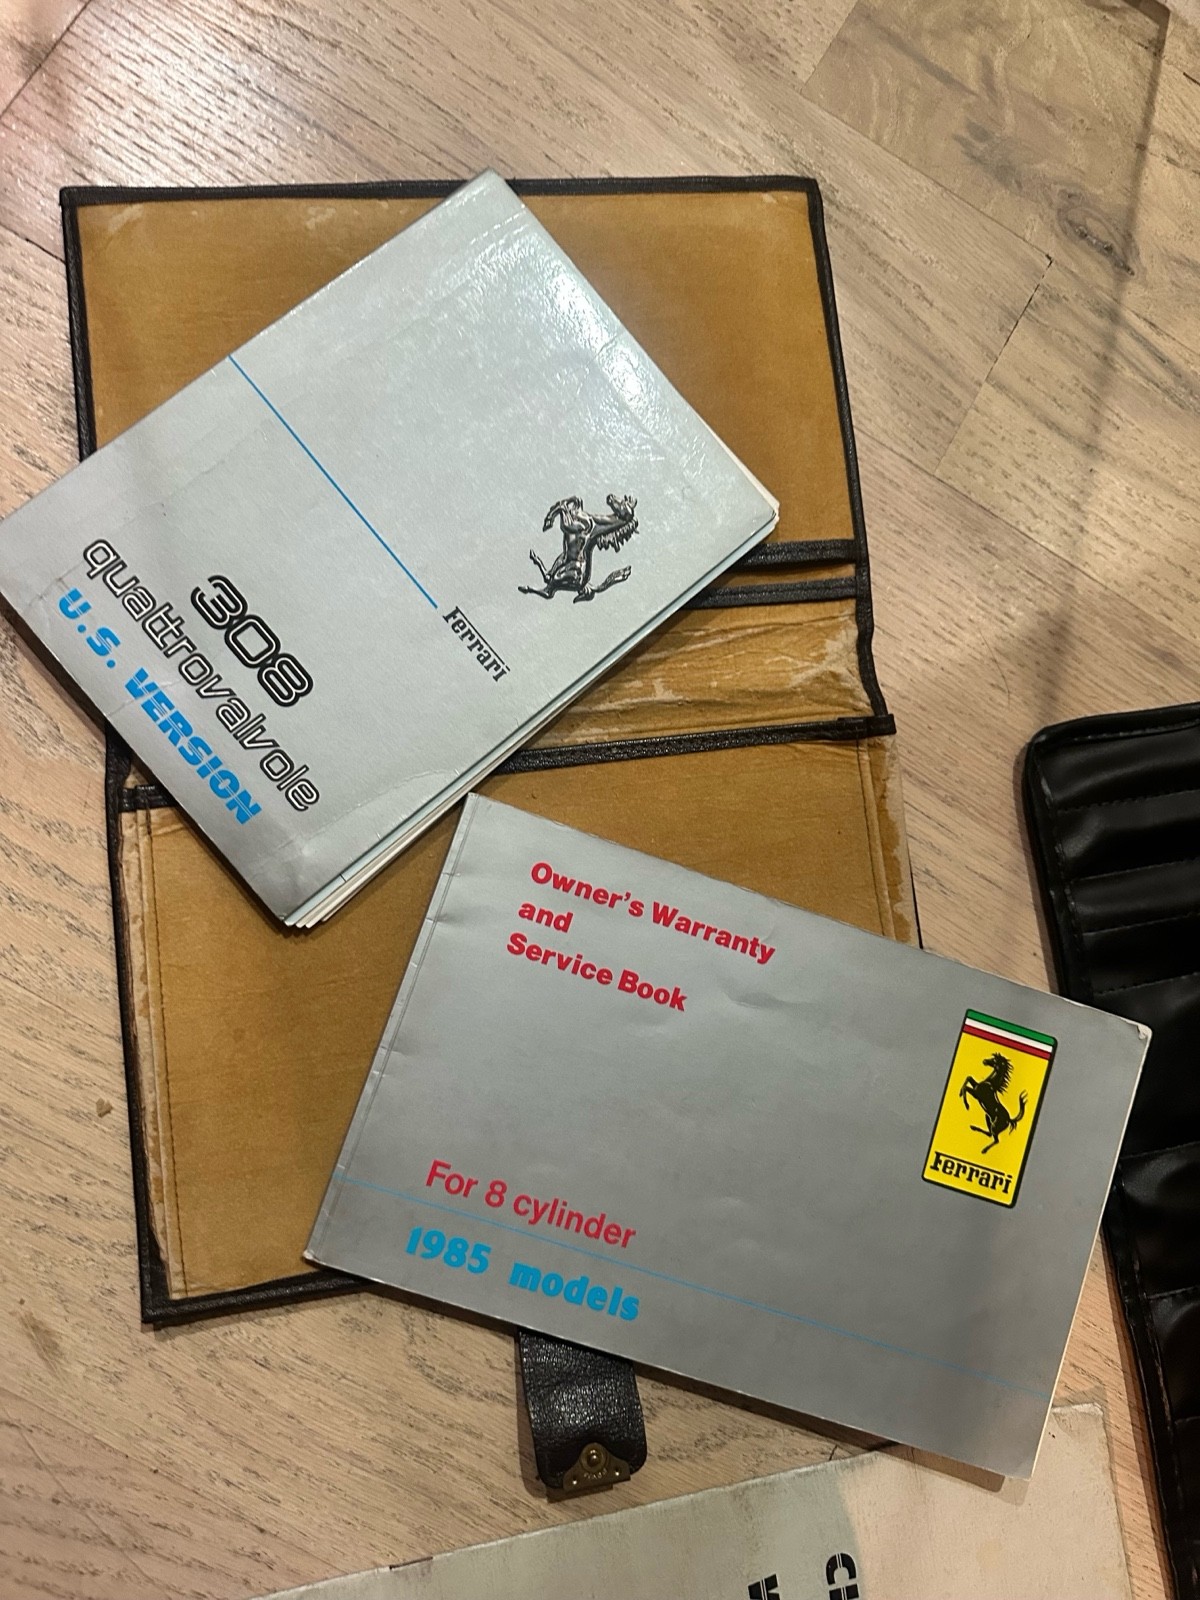 Ferrari
308
quattrovalvole
U.S. VERSION
Owner's Warranty
and
Service Book
Ferrari
For 8 cylinder
1985 models